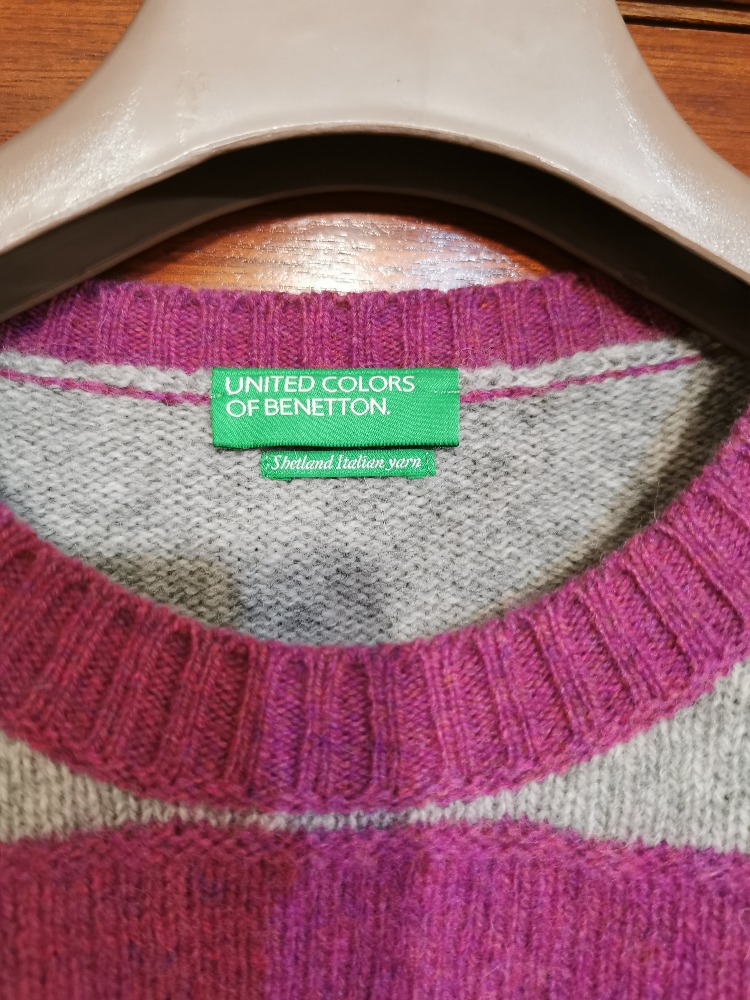 UNITED COLORS
OF BENETTON.
Shetland Italian yarn